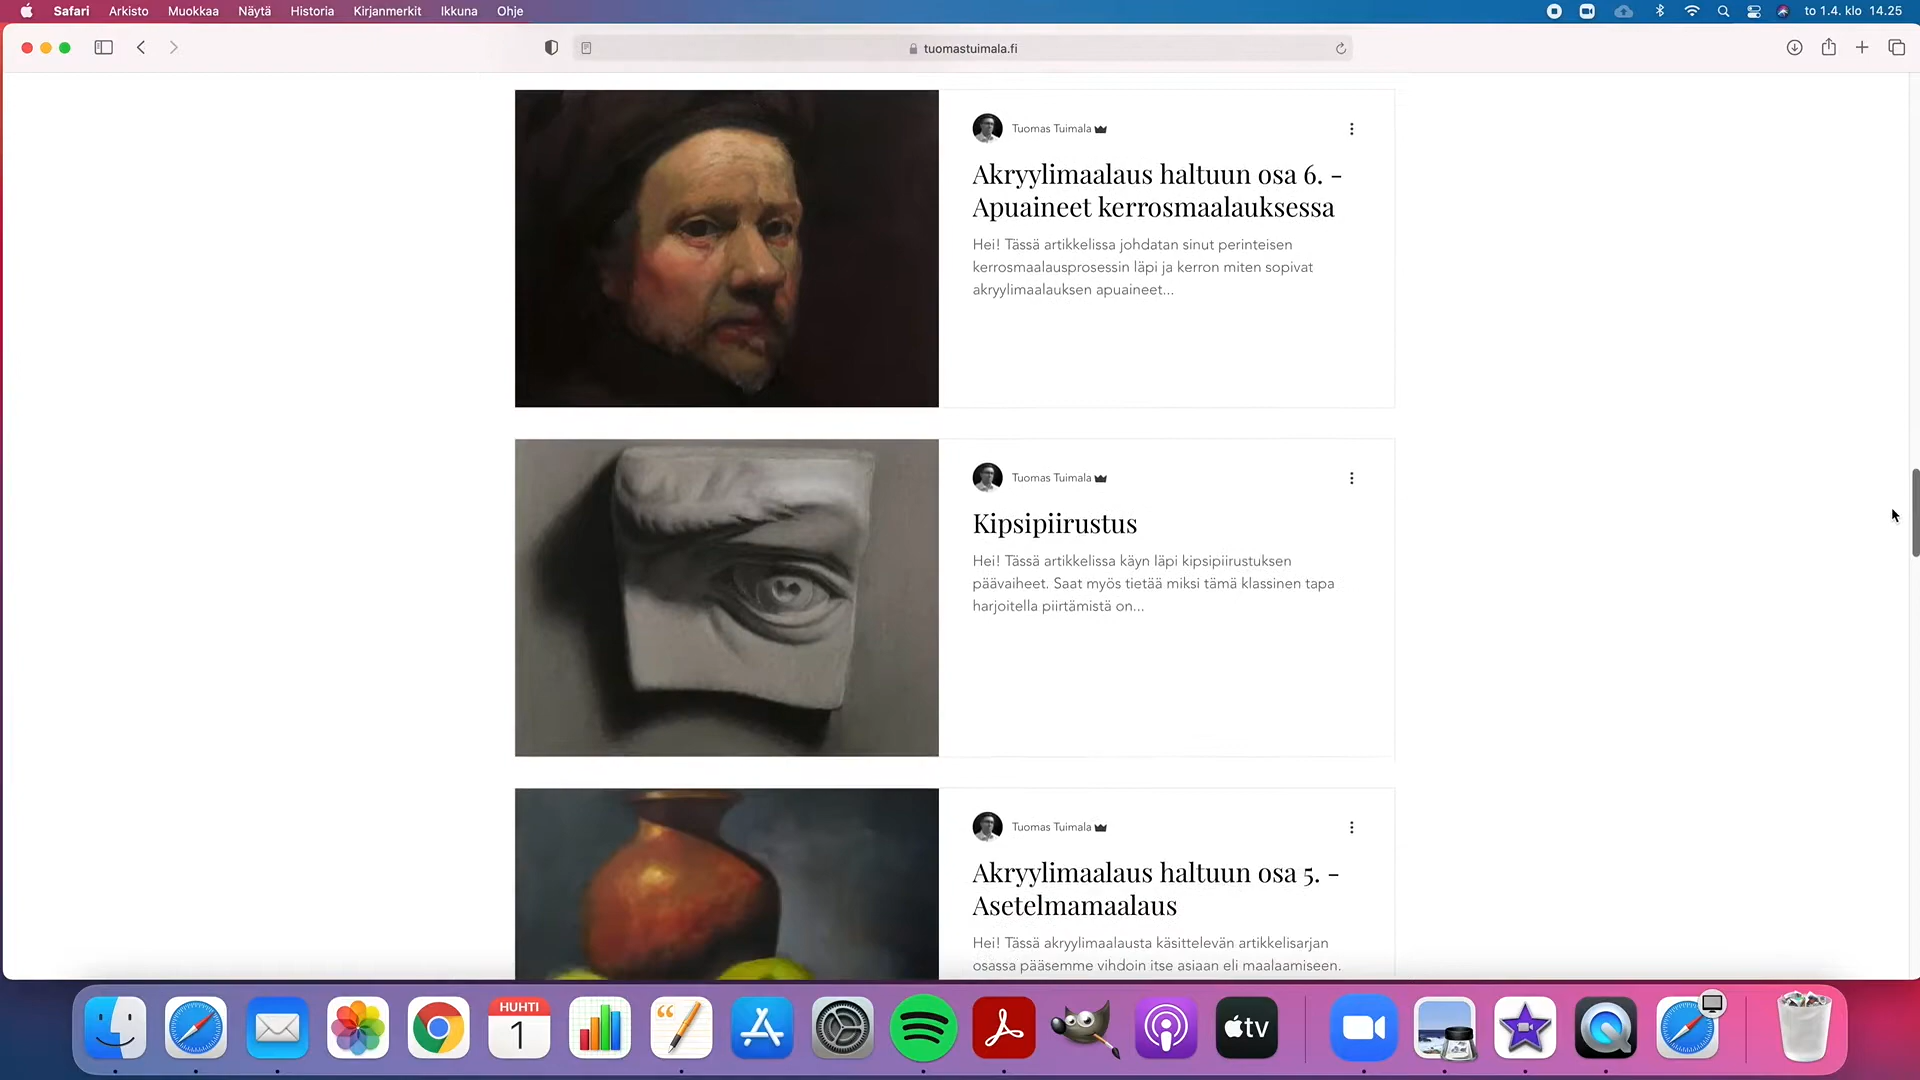 Safari Arkisto Muokkaa Näytä Historia Kirjanmerkit Ikkuna Ohje
to 1.4. klo 14.25
tuomastuimala.fi
Tuomas Tuimala
Akryylimaalaus haltuun osa 6. -
Apuaineet kerrosmaalauksessa
Hei! Tässä artikkelissa johdatan sinut perinteisen
kerrosmaalausprosessin läpi ja kerron miten sopivat
akryylimaalauksen apuaineet...
Tuomas Tuimala
Kipsipiirustus
Hei! Tässä artikkelissa käyn läpi kipsipiirustuksen
päävaiheet. Saat myös tietää miksi tämä klassinen tapa
harjoitella piirtämistä on...
Tuomas Tuimala
Akryylimaalaus haltuun osa 5. -
Asetelmamaalaus
Hei! Tässä akryylimaalausta käsittelevän artikkelisarjan
osassa pääsemme vihdoin itse asiaan eli maalaamiseen.
HUHTI
1
tv